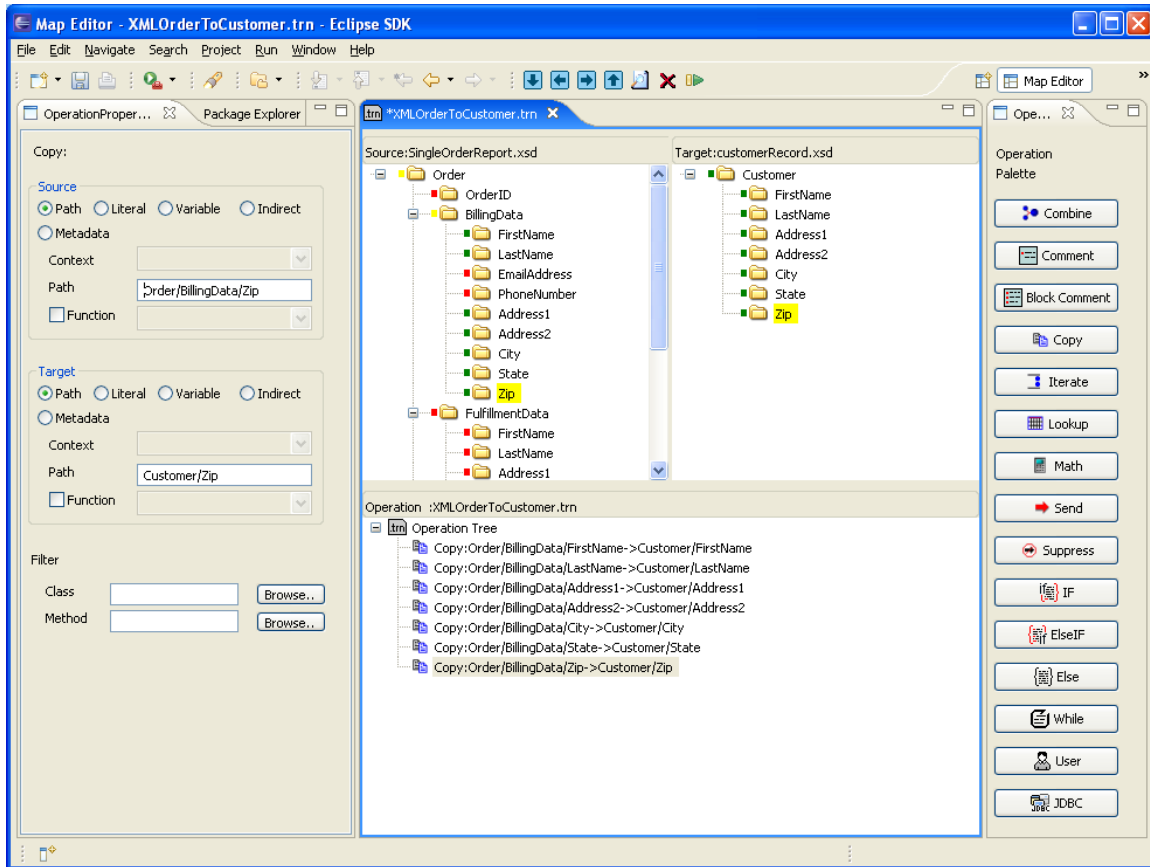 Map Editor - XMLOrderToCustomer.trn - Eclipse SDK
File Edit Navigate Search Project Run Window Help
Map Editor
»
OperationProper... Package Explorer
Copy:
Source
Path Literal Variable Indirect
Metadata
Context
Path Order/BillingData/Zip
Function
Target
Path Literal Variable Indirect
Metadata
Context
Path Customer/Zip
Function
Filter
Class Browse..
Method Browse..
.trn *XMLOrderToCustomer.trn
Source:SingleOrderReport.xsd
Order
OrderID
BillingData
FirstName
LastName
EmailAddress
PhoneNumber
Address1
Address2
City
State
Zip
FulfillmentData
FirstName
LastName
Address1
Target:customerRecord.xsd
Customer
FirstName
LastName
Address1
Address2
City
State
Zip
Operation :XMLOrderToCustomer.trn
.trn Operation Tree
Copy:Order/BillingData/FirstName->Customer/FirstName
Copy:Order/BillingData/LastName->Customer/LastName
Copy:Order/BillingData/Address1->Customer/Address1
Copy:Order/BillingData/Address2->Customer/Address2
Copy:Order/BillingData/City->Customer/City
Copy:Order/BillingData/State->Customer/State
Copy:Order/BillingData/Zip->Customer/Zip
Ope...
Operation
Palette
Combine
Comment
Block Comment
Copy
Iterate
Lookup
Math
Send
Suppress
IF
ElseIF
Else
While
User
JDBC